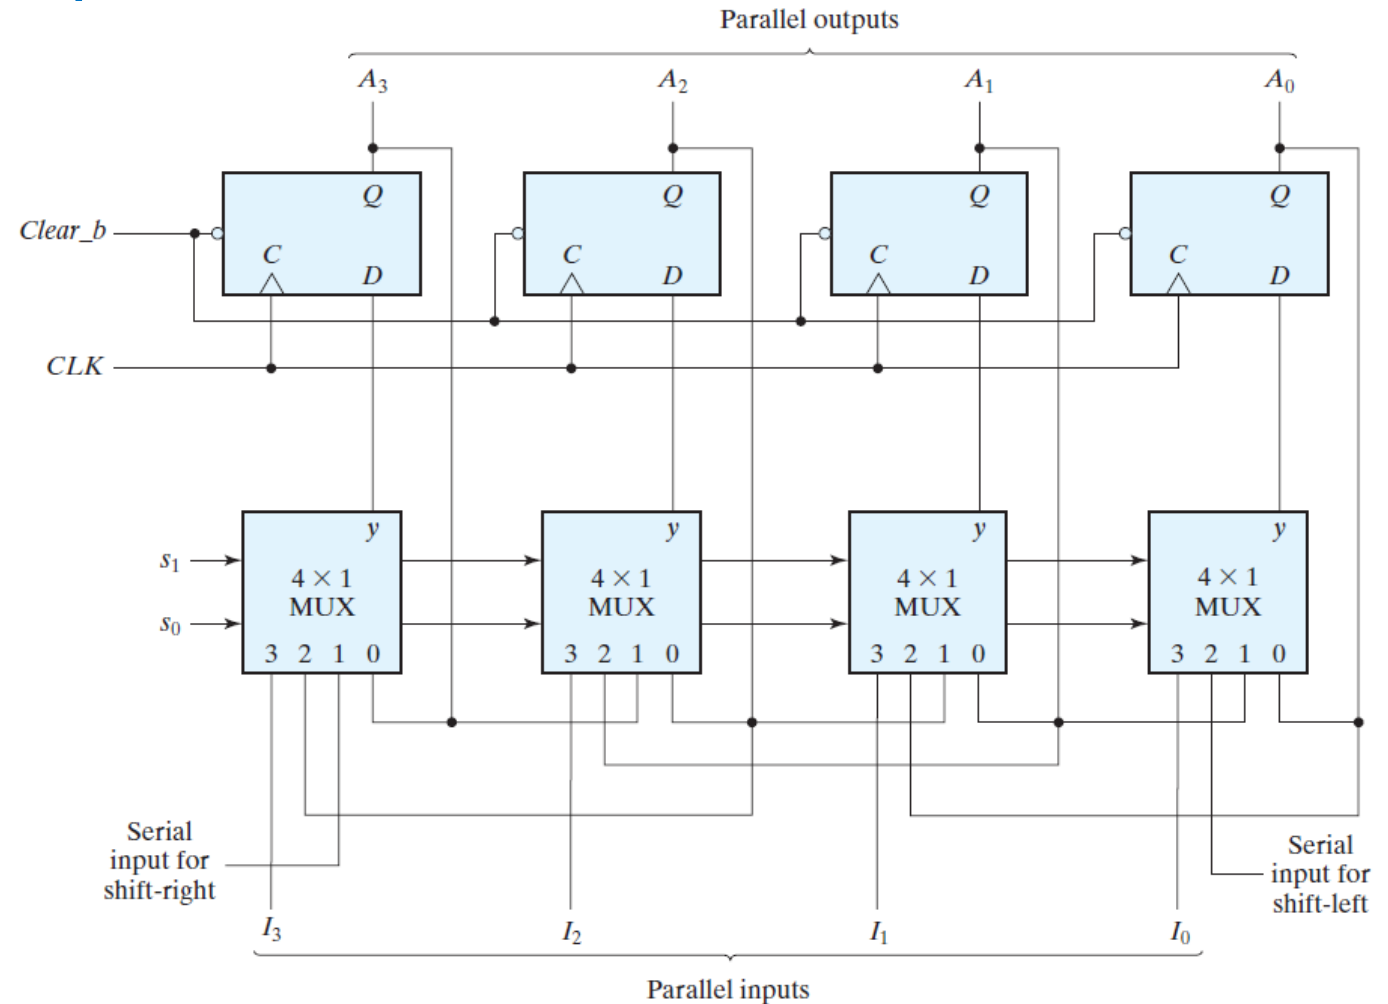 Parallel outputs
A3 A2 A1 A0
Q Q Q Q
Clear_b
C C C C
D D D D
CLK
y y y y
s1
4 × 1 4 × 1 4 × 1 4 × 1
MUX MUX MUX MUX
s0
3 2 1 0 3 2 1 0 3 2 1 0 3 2 1 0
Serial
input for
shift-right
Serial
input for
shift-left
I3 I2 I1 I0
Parallel inputs